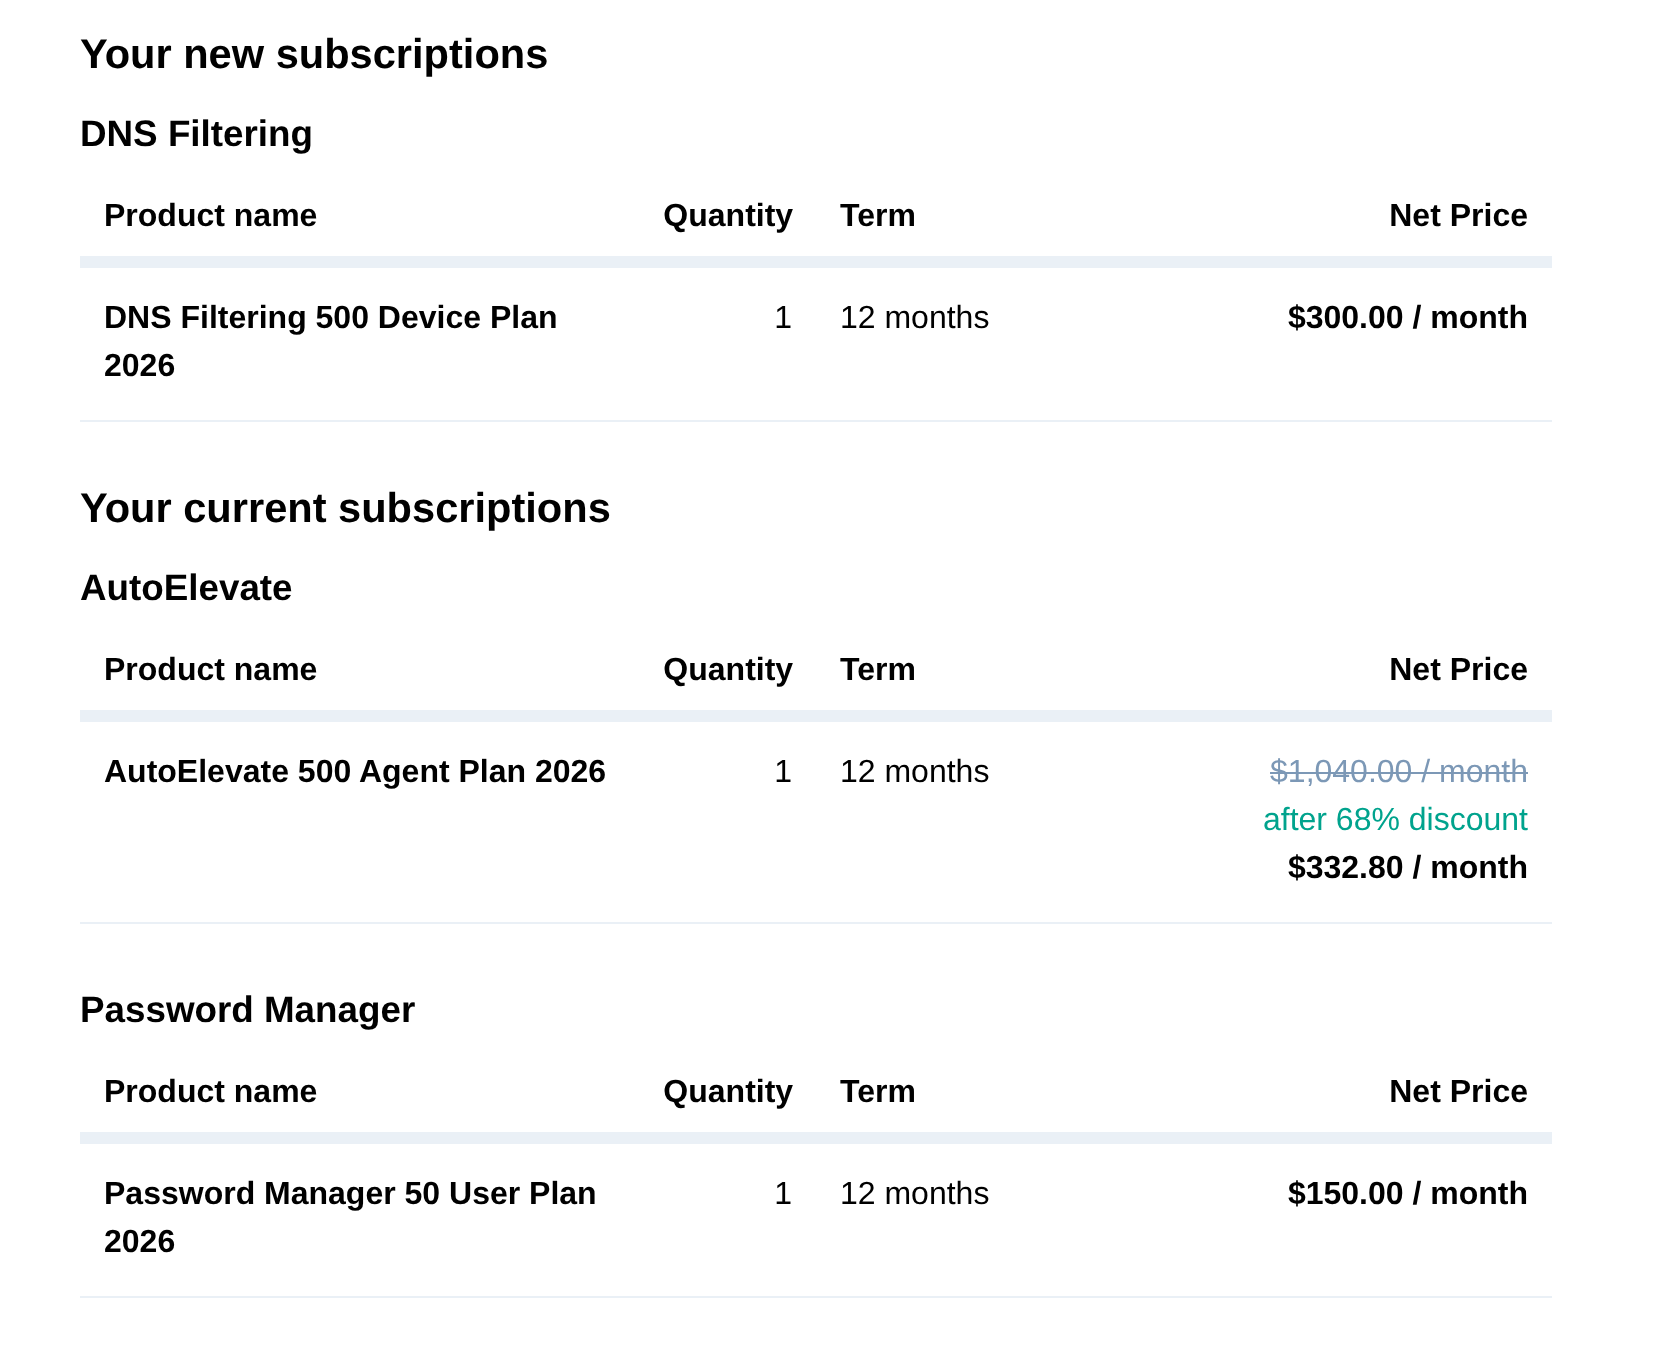 Your new subscriptions
DNS Filtering
Product name Quantity Term Net Price
DNS Filtering 500 Device Plan 1 12 months $300.00 / month
2026
Your current subscriptions
AutoElevate
Product name Quantity Term Net Price
AutoElevate 500 Agent Plan 2026 1 12 months $1,040.00 / month
after 68% discount
$332.80 / month
Password Manager
Product name Quantity Term Net Price
Password Manager 50 User Plan 1 12 months $150.00 / month
2026